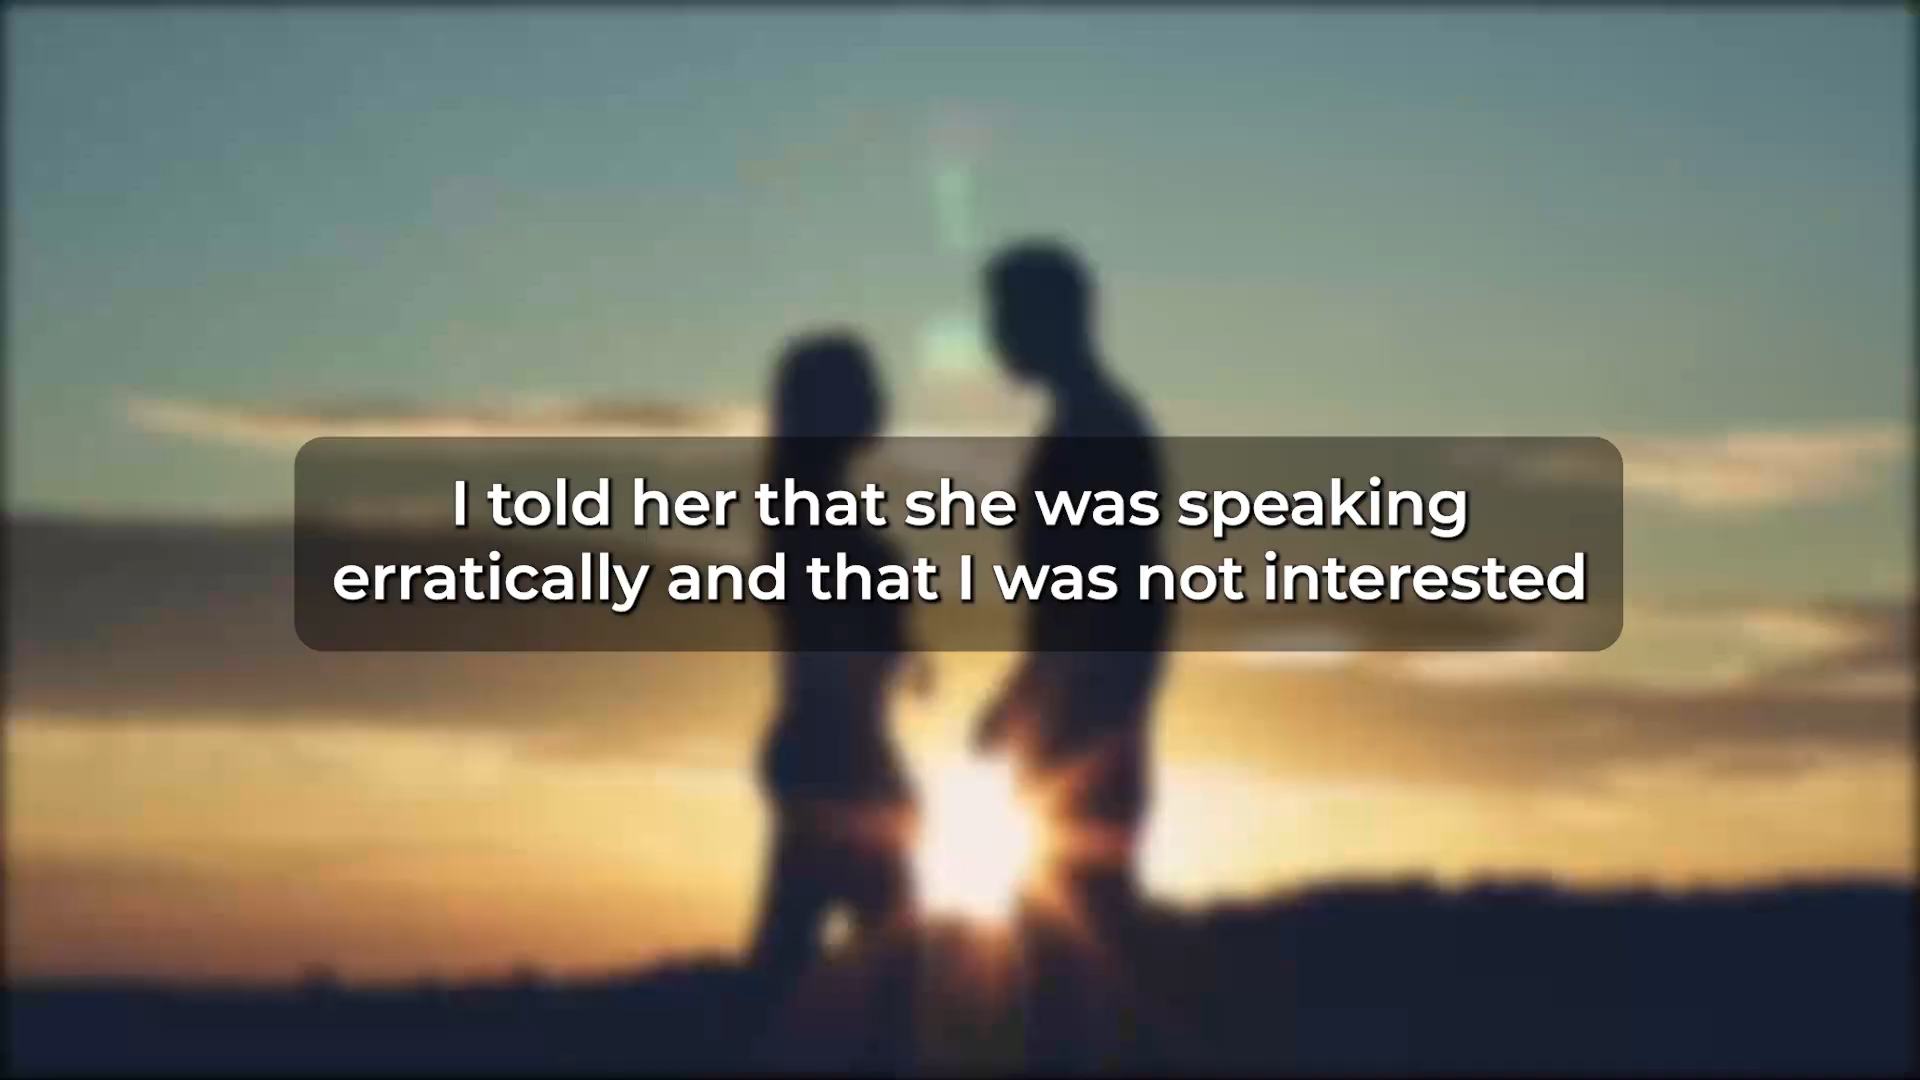 I told her that she was speaking
erratically and that I was not interested